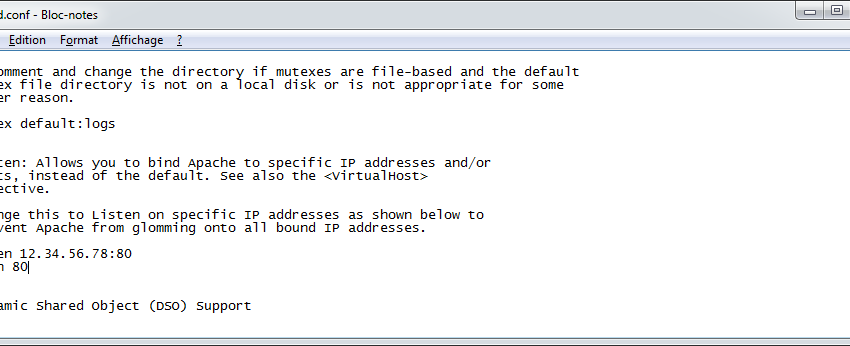 d.conf - Bloc-notes
Edition Format Affichage ?
omment and change the directory if mutexes are file-based and the default
ex file directory is not on a local disk or is not appropriate for some
er reason.
ex default:logs
ten: Allows you to bind Apache to specific IP addresses and/or
ts, instead of the default. See also the <VirtualHost>
ective.
nge this to Listen on specific IP addresses as shown below to
vent Apache from glomming onto all bound IP addresses.
en 12.34.56.78:80
n 80
amic Shared Object (DSO) Support